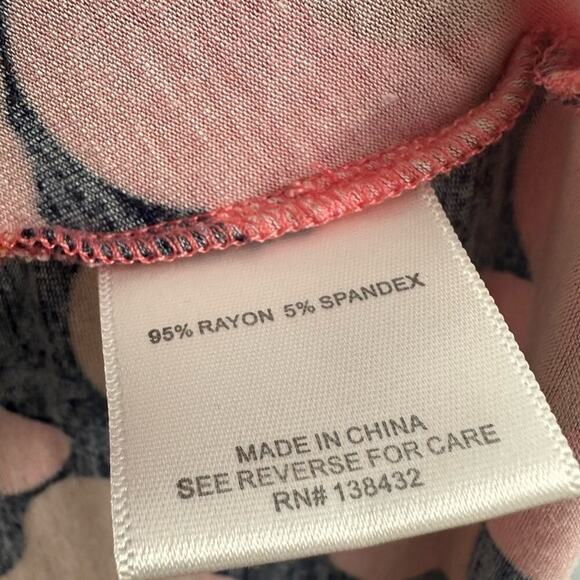 95% RAYON 5% SPANDEX
MADE IN CHINA
SEE REVERSE FOR CARE
RN# 138432